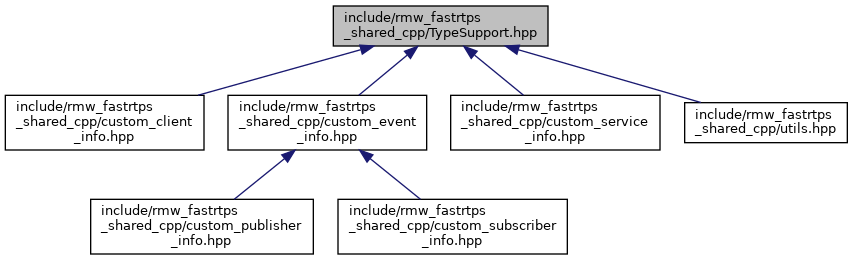 include/rmw_fastrtps
_shared_cpp/TypeSupport.hpp
include/rmw_fastrtps
_shared_cpp/custom_client
_info.hpp
include/rmw_fastrtps
_shared_cpp/custom_event
_info.hpp
include/rmw_fastrtps
_shared_cpp/custom_service
_info.hpp
include/rmw_fastrtps
_shared_cpp/utils.hpp
include/rmw_fastrtps
_shared_cpp/custom_publisher
_info.hpp
include/rmw_fastrtps
_shared_cpp/custom_subscriber
_info.hpp